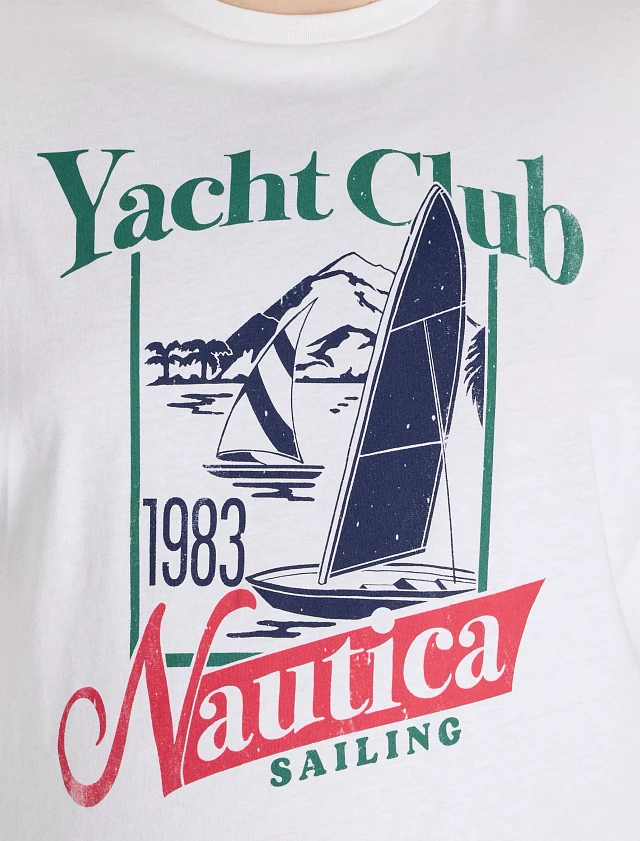 Yacht Club
1983
Nautica
SAILING